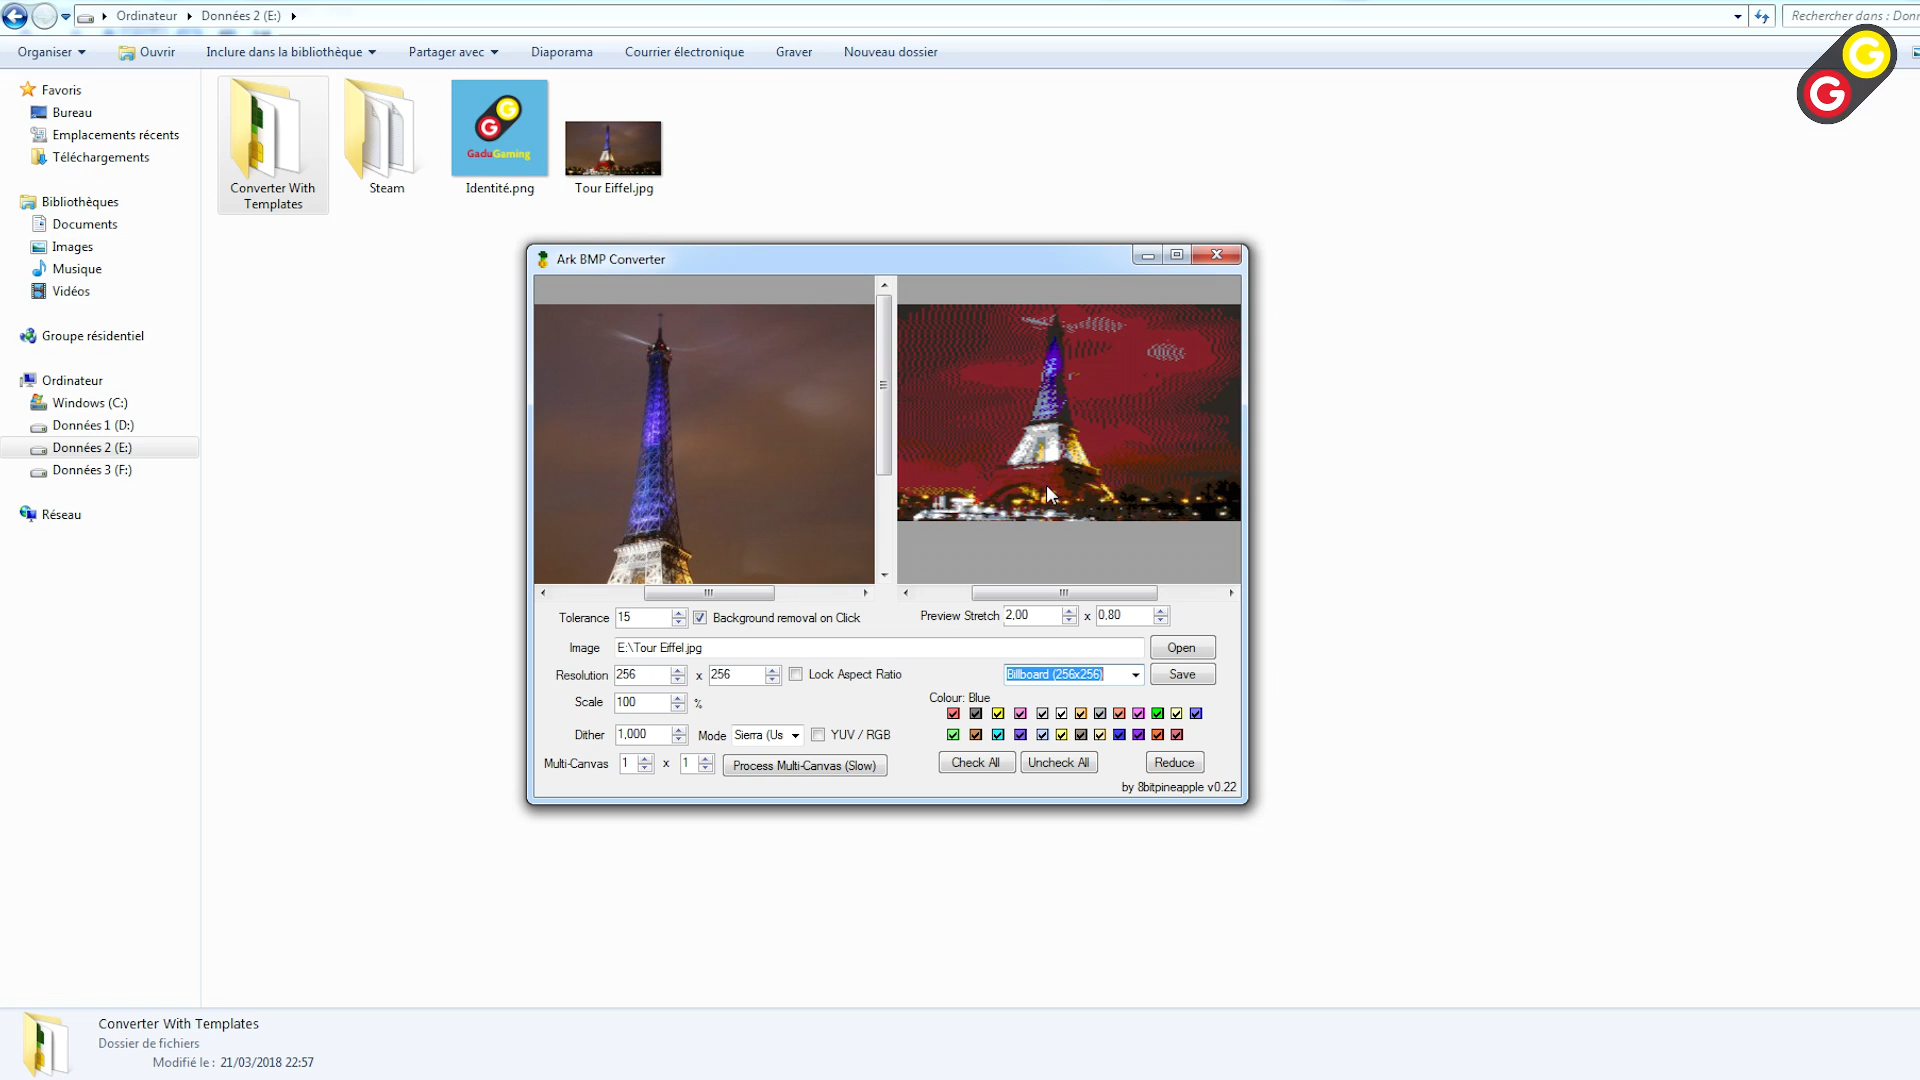 Ordinateur
Données 2 (E:)
Rechercher dans : Donn
Organiser
Ouvrir
Inclure dans la bibliothèque
Partager avec
Diaporama
Courrier électronique
Graver
Nouveau dossier
G
G
Favoris
Bureau
Emplacements récents
Téléchargements
Bibliothèques
Documents
Images
Musique
Vidéos
Groupe résidentiel
Ordinateur
Windows (C:)
Données 1 (D:)
Données 2 (E:)
Données 3 (F:)
Réseau
Converter With
Templates
Steam
G
G
GaduGaming
Identité.png
Tour Eiffel.jpg
Ark BMP Converter
Tolerance 15
Background removal on Click
Preview Stretch 2,00 x 0,80
Image E:\Tour Eiffel.jpg
Open
Resolution 256 x 256
Lock Aspect Ratio
Billboard (256x256)
Save
Scale 100 %
Colour: Blue
Dither 1,000
Mode Sierra (Us
YUV / RGB
Multi-Canvas 1 x 1
Process Multi-Canvas (Slow)
Check All
Uncheck All
Reduce
by 8bitpineapple v0.22
Converter With Templates
Dossier de fichiers
Modifié le : 21/03/2018 22:57